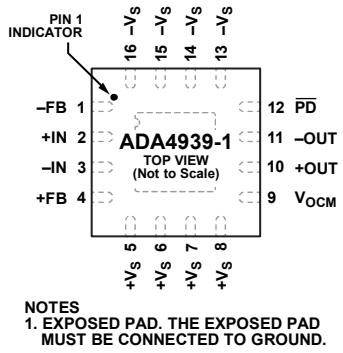 PIN 1
INDICATOR
16 –VS
15 –VS
14 –VS
13 –VS
–FB 1
+IN 2
–IN 3
+FB 4
ADA4939-1
TOP VIEW
(Not to Scale)
12 P̅D̅
11 –OUT
10 +OUT
9 VOCM
+VS 5
+VS 6
+VS 7
+VS 8
NOTES
1. EXPOSED PAD. THE EXPOSED PAD
MUST BE CONNECTED TO GROUND.